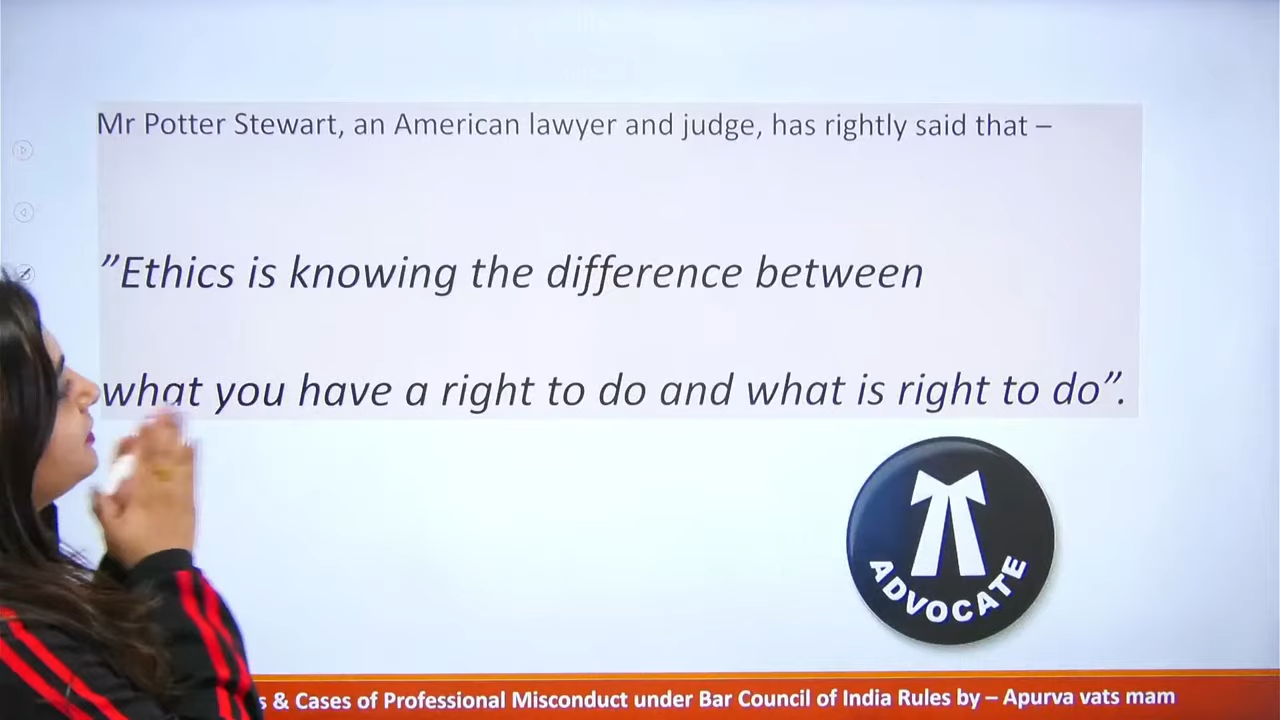 Mr Potter Stewart, an American lawyer and judge, has rightly said that –
”Ethics is knowing the difference between
what you have a right to do and what is right to do”.
ADVOCATE
& Cases of Professional Misconduct under Bar Council of India Rules by – Apurva vats mam